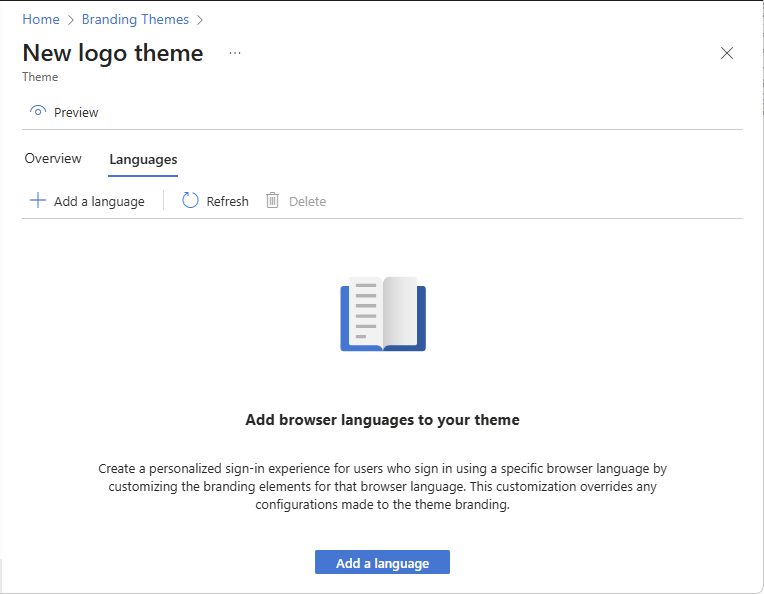 Home > Branding Themes >
New logo theme ...
Theme
Preview
Overview Languages
Add a language Refresh Delete
Add browser languages to your theme
Create a personalized sign-in experience for users who sign in using a specific browser language by
customizing the branding elements for that browser language. This customization overrides any
configurations made to the theme branding.
Add a language